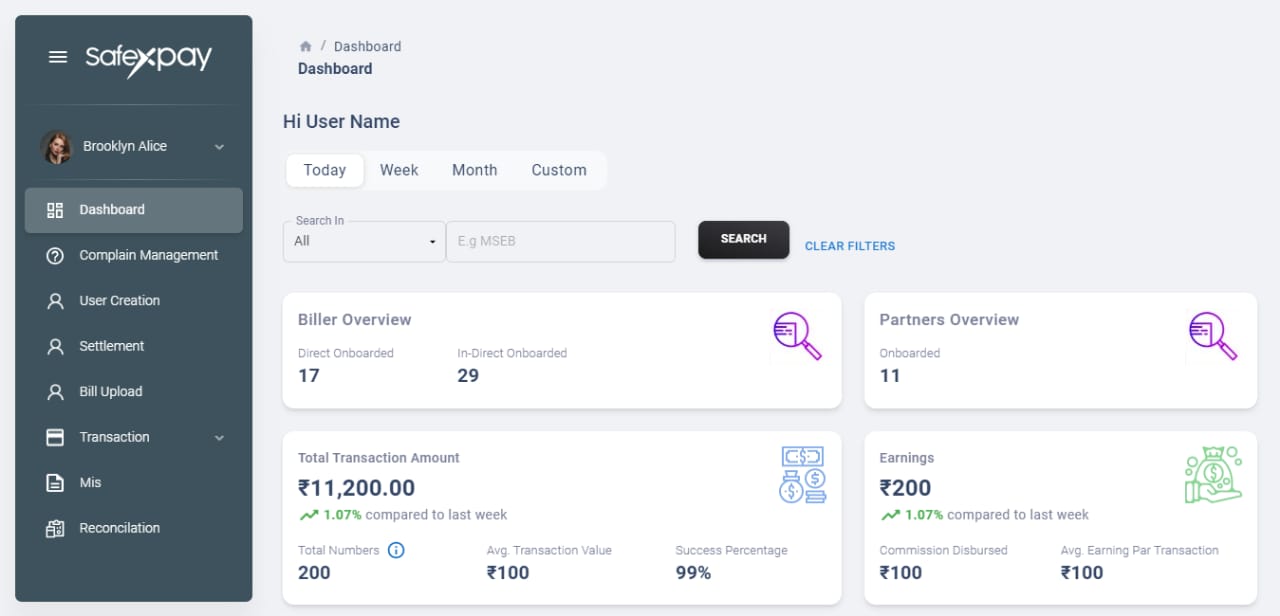 Safexpay
Brooklyn Alice
Dashboard
Complain Management
User Creation
Settlement
Bill Upload
Transaction
Mis
Reconcilation
/ Dashboard
Dashboard
Hi User Name
Today Week Month Custom
Search In
All E.g MSEB SEARCH CLEAR FILTERS
Biller Overview
Direct Onboarded In-Direct Onboarded
17 29
Partners Overview
Onboarded
11
Total Transaction Amount
₹11,200.00
1.07% compared to last week
Total Numbers Avg. Transaction Value Success Percentage
200 ₹100 99%
Earnings
₹200
1.07% compared to last week
Commission Disbursed Avg. Earning Par Transaction
₹100 ₹100